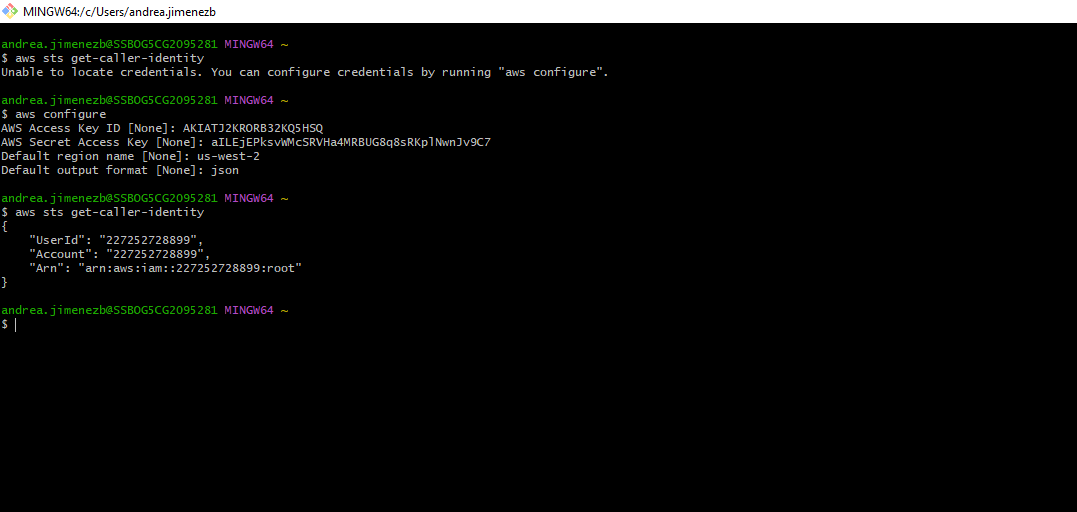 MINGW64:/c/Users/andrea.jimenezb
andrea.jimenezb@SSBOG5CG2095281 MINGW64 ~
$ aws sts get-caller-identity
Unable to locate credentials. You can configure credentials by running "aws configure".
andrea.jimenezb@SSBOG5CG2095281 MINGW64 ~
$ aws configure
AWS Access Key ID [None]: AKIATJ2KRORB32KQ5HSQ
AWS Secret Access Key [None]: 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
Default region name [None]: us-west-2
Default output format [None]: json
andrea.jimenezb@SSBOG5CG2095281 MINGW64 ~
$ aws sts get-caller-identity
{
    "UserId": "227252728899",
    "Account": "227252728899",
    "Arn": "arn:aws:iam::227252728899:root"
}
andrea.jimenezb@SSBOG5CG2095281 MINGW64 ~
$